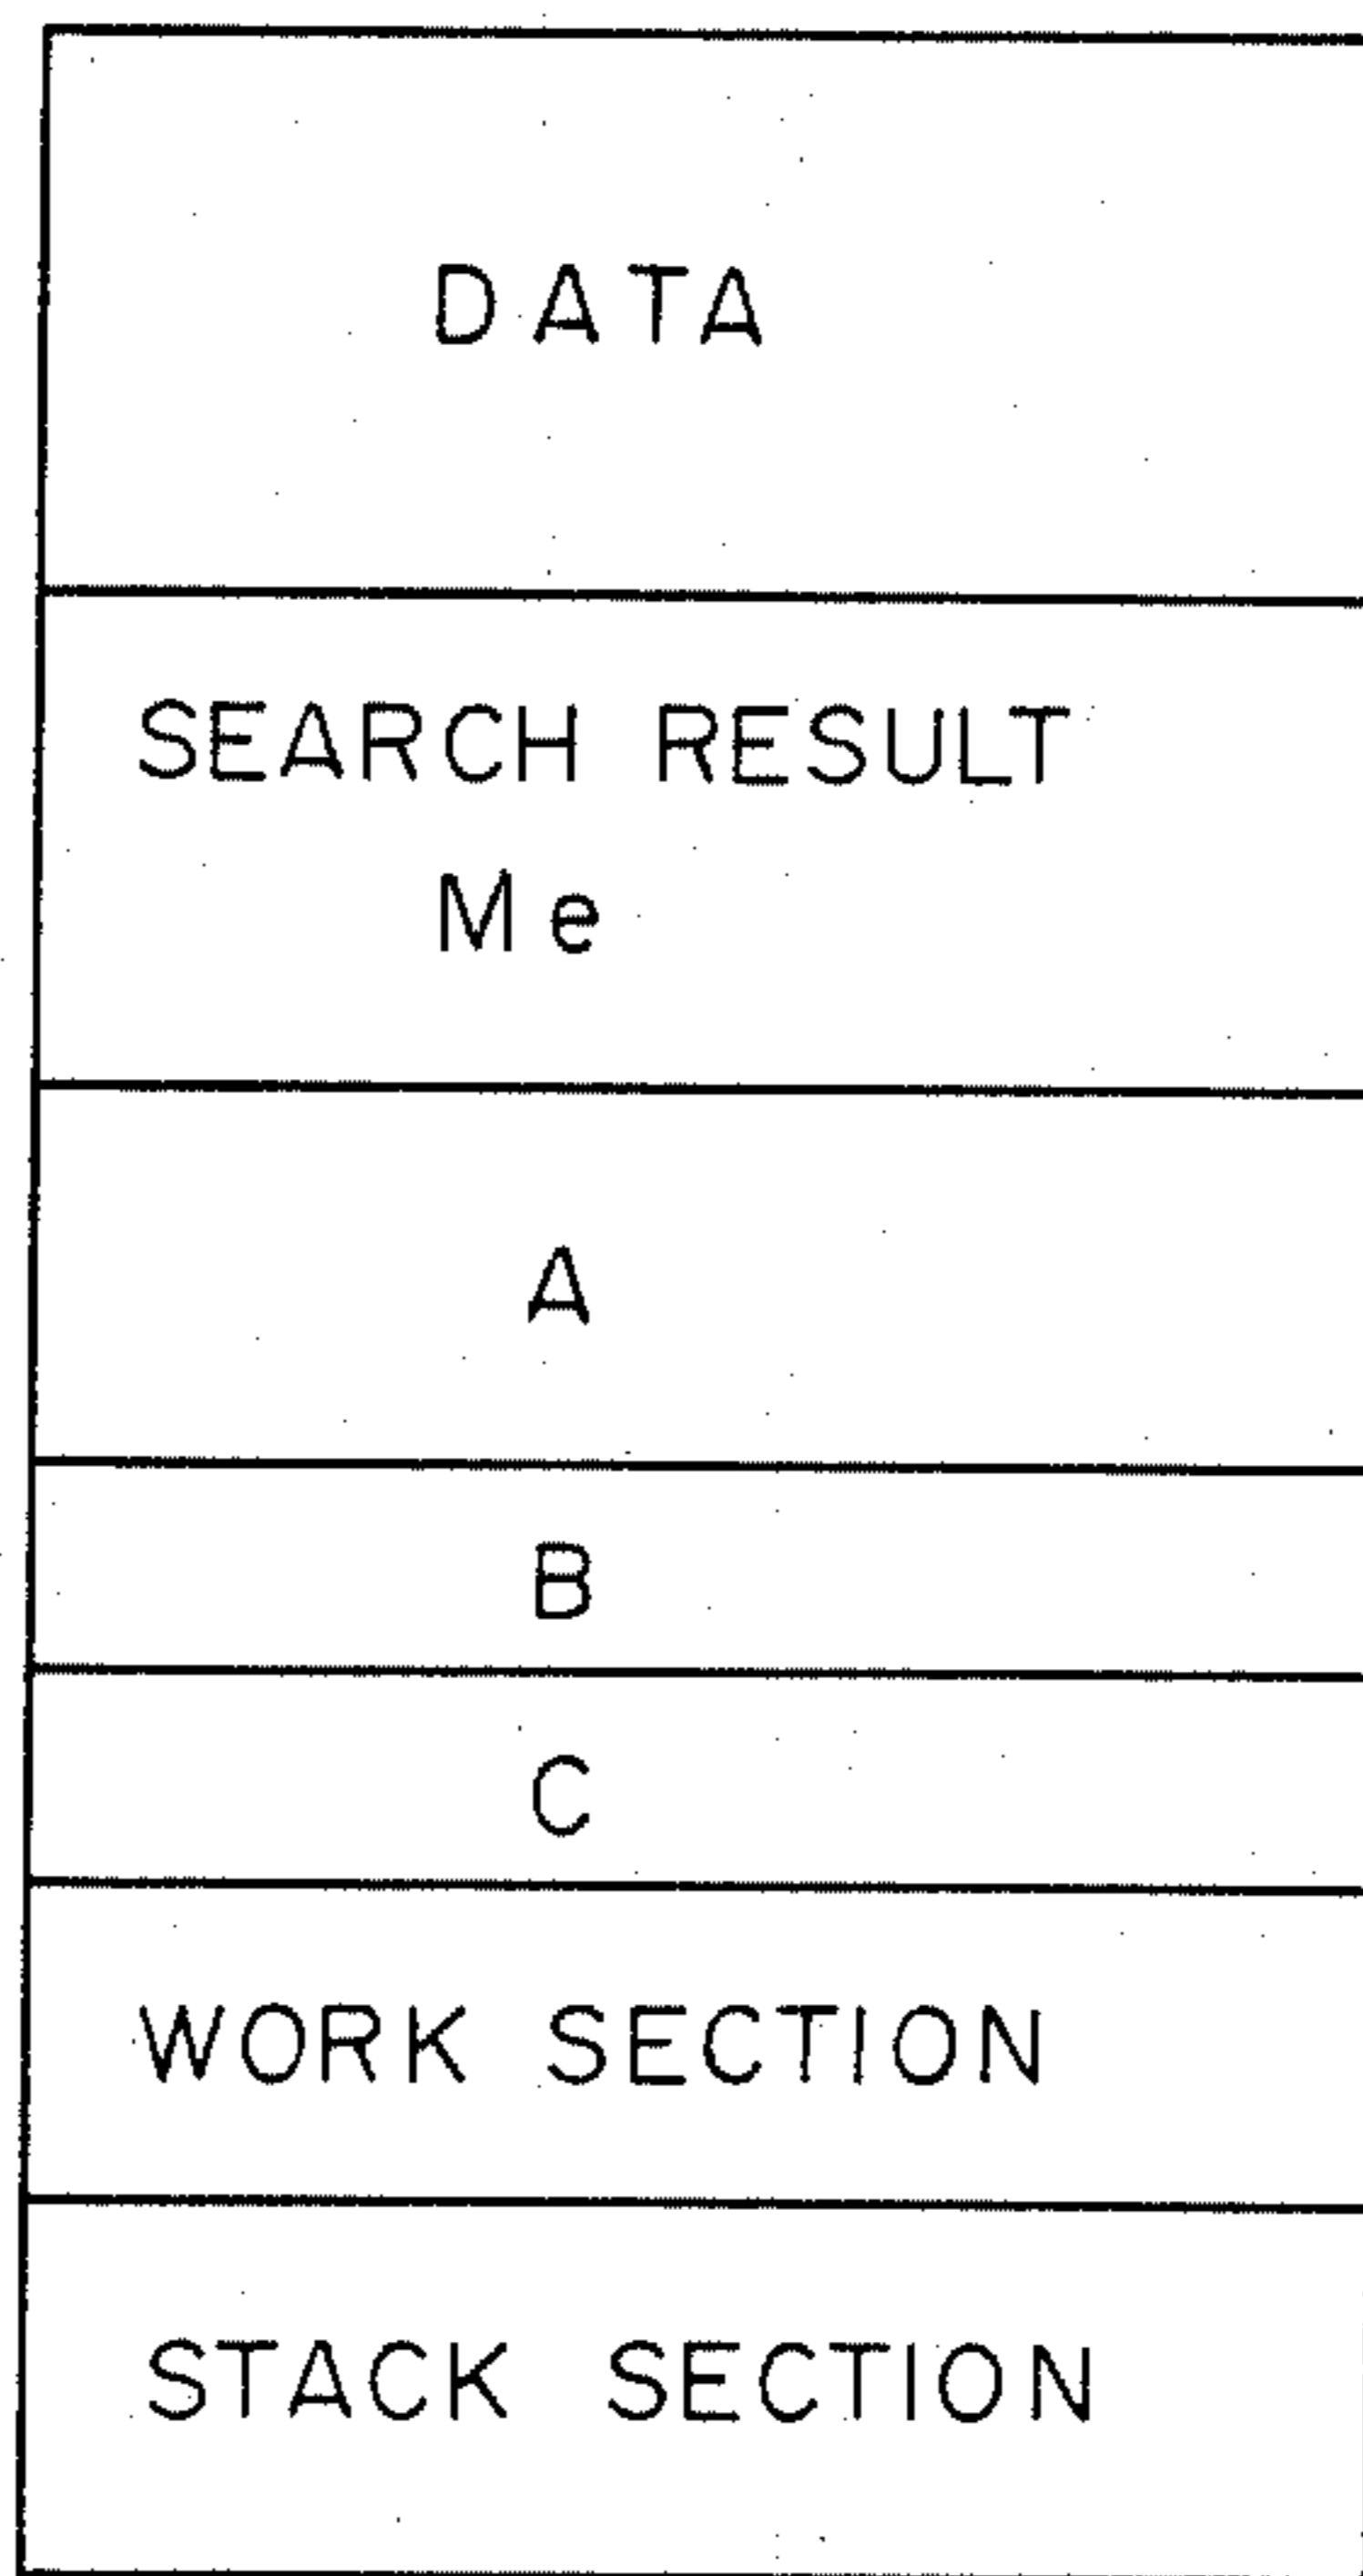 DATA
SEARCH RESULT
Me
A
B
C
WORK SECTION
STACK SECTION